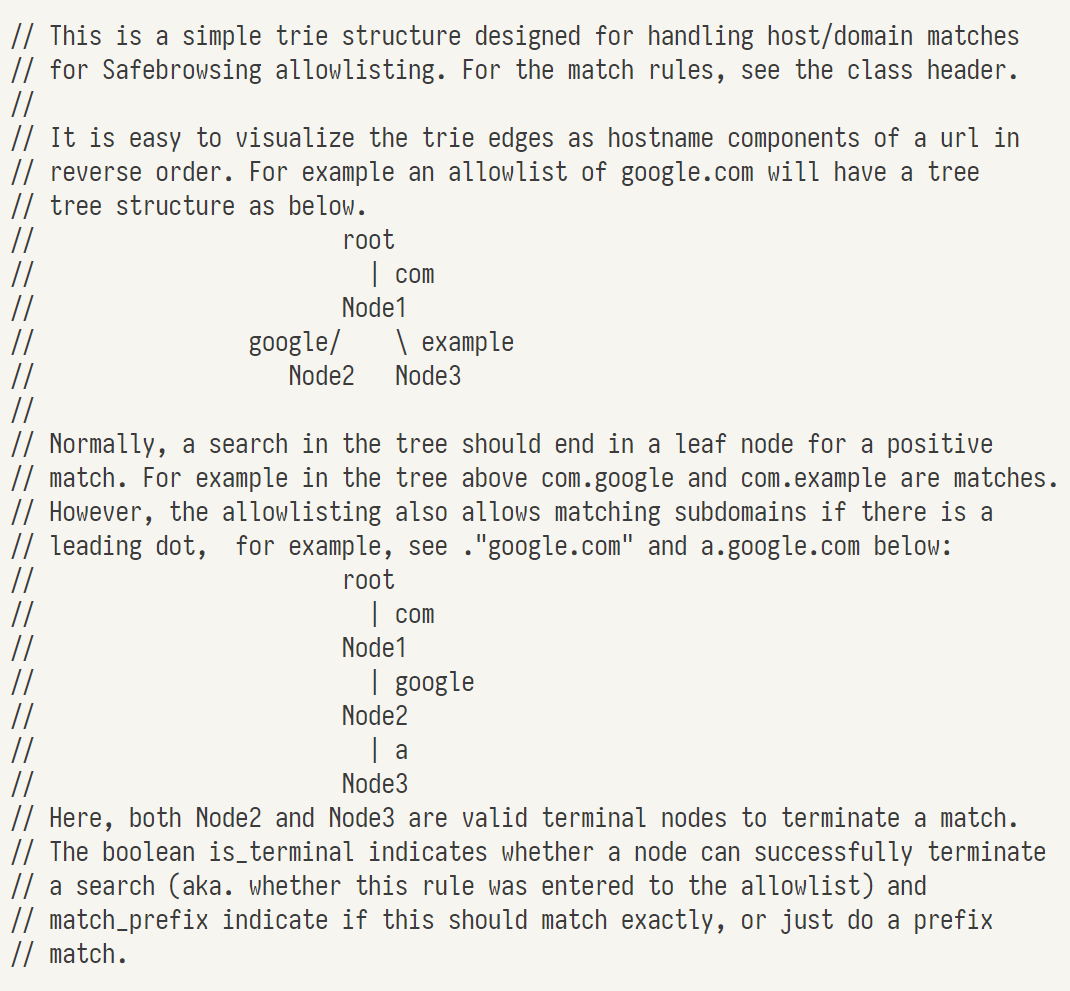 // This is a simple trie structure designed for handling host/domain matches
// for Safebrowsing allowlisting. For the match rules, see the class header.
//
// It is easy to visualize the trie edges as hostname components of a url in
// reverse order. For example an allowlist of google.com will have a tree
// tree structure as below.
//                       root
//                         | com
//                       Node1
//                google/    \ example
//                   Node2   Node3
//
// Normally, a search in the tree should end in a leaf node for a positive
// match. For example in the tree above com.google and com.example are matches.
// However, the allowlisting also allows matching subdomains if there is a
// leading dot,  for example, see ."google.com" and a.google.com below:
//                       root
//                         | com
//                       Node1
//                         | google
//                       Node2
//                         | a
//                       Node3
// Here, both Node2 and Node3 are valid terminal nodes to terminate a match.
// The boolean is_terminal indicates whether a node can successfully terminate
// a search (aka. whether this rule was entered to the allowlist) and
// match_prefix indicate if this should match exactly, or just do a prefix
// match.